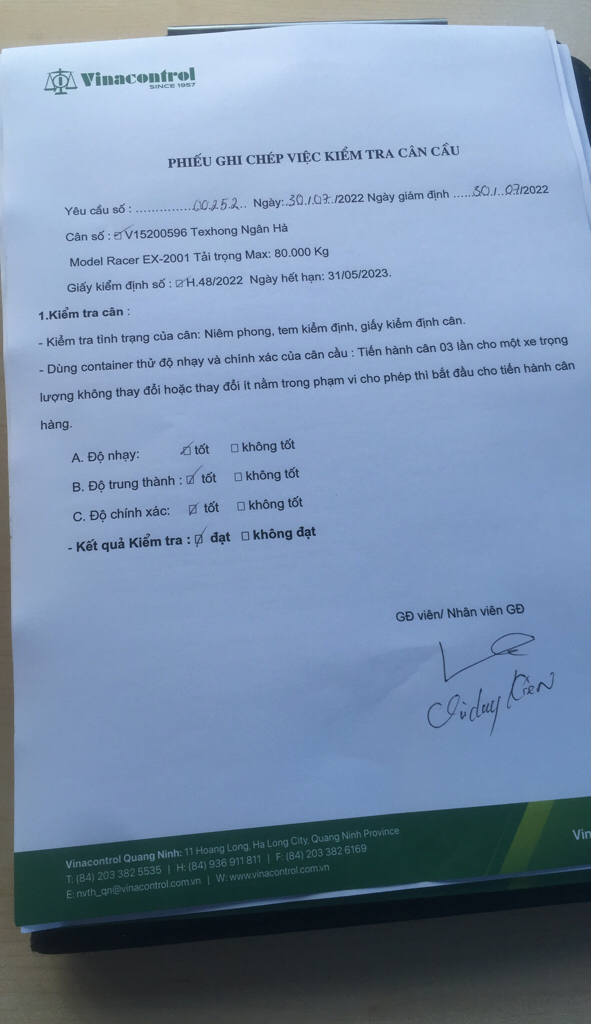 Vinacontrol
SINCE 1957
PHIẾU GHI CHÉP VIỆC KIỂM TRA CÂN CẦU
Yêu cầu số : ...............00.252.. Ngày:.30./.07../2022 Ngày giám định .....30./..07/2022
Cân số : ☑ V15200596 Texhong Ngân Hà
Model Racer EX-2001 Tải trọng Max: 80.000 Kg
Giấy kiểm định số : ☑ H.48/2022 Ngày hết hạn: 31/05/2023.
1.Kiểm tra cân :
- Kiểm tra tình trạng của cân: Niêm phong, tem kiểm định, giấy kiểm định cân.
- Dùng container thử độ nhạy và chính xác của cân cầu : Tiến hành cân 03 lần cho một xe trọng
lượng không thay đổi hoặc thay đổi ít nằm trong phạm vi cho phép thì bắt đầu cho tiến hành cân
hàng.
A. Độ nhạy: ☑ tốt ☐ không tốt
B. Độ trung thành : ☑ tốt ☐ không tốt
C. Độ chính xác: ☑ tốt ☐ không tốt
- Kết quả Kiểm tra : ☑ đạt ☐ không đạt
GĐ viên/ Nhân viên GĐ
duy Kiên
Vinacontrol Quang Ninh: 11 Hoang Long, Ha Long City, Quang Ninh Province
T: (84) 203 382 5535 | H: (84) 936 911 811 | F: (84) 203 382 6169
E: nvth_qn@vinacontrol.com.vn | W: www.vinacontrol.com.vn
Vin